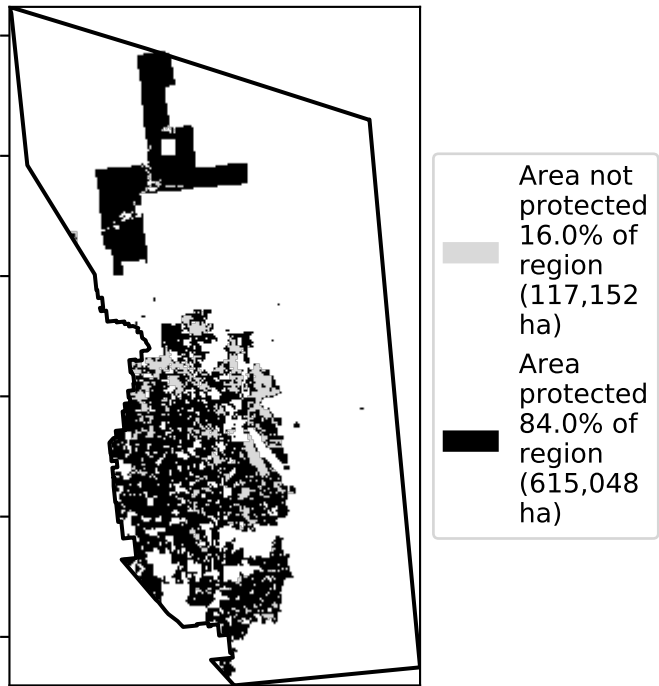 Area not
protected
16.0% of
region
(117,152
ha)
Area
protected
84.0% of
region
(615,048
ha)